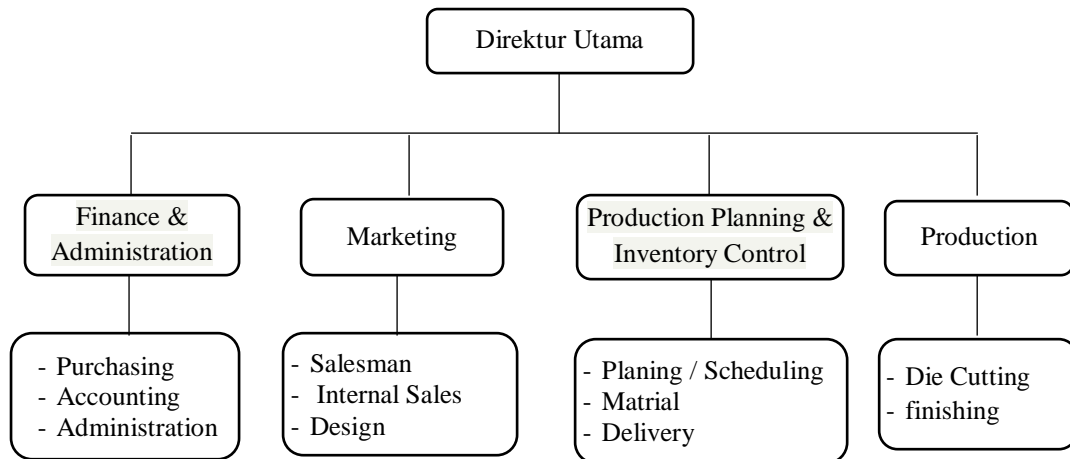 Direktur Utama
Finance &
Administration
Marketing
Production Planning &
Inventory Control
Production
- Purchasing
- Accounting
- Administration
- Salesman
- Internal Sales
- Design
- Planing / Scheduling
- Matrial
- Delivery
- Die Cutting
- finishing